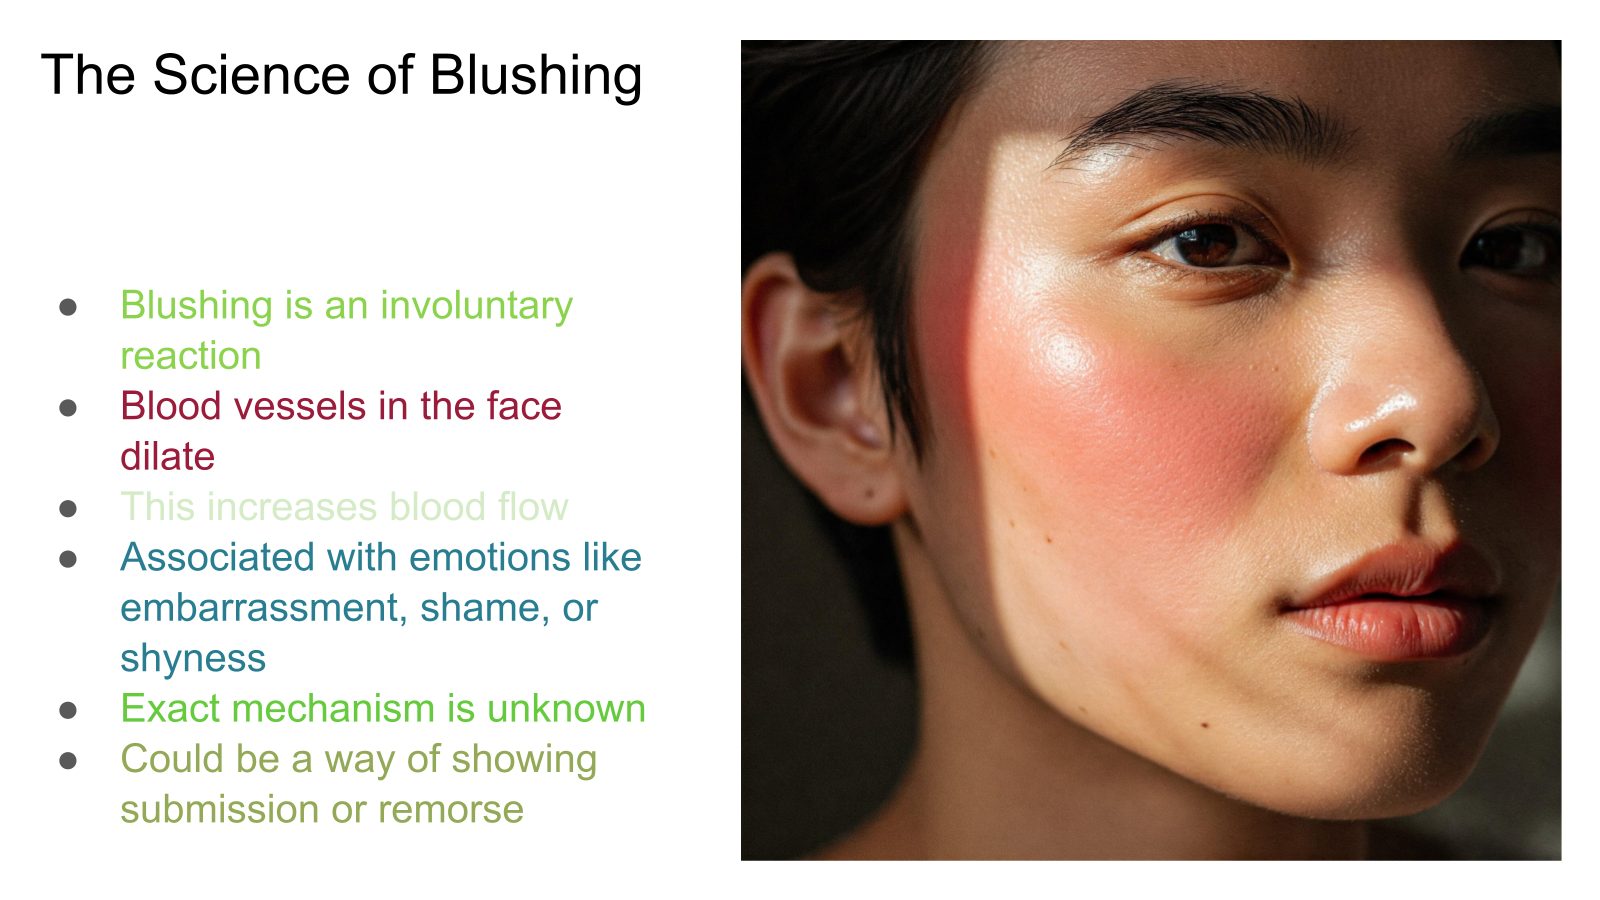 The Science of Blushing
● Blushing is an involuntary
reaction
● Blood vessels in the face
dilate
● This increases blood flow
● Associated with emotions like
embarrassment, shame, or
shyness
● Exact mechanism is unknown
● Could be a way of showing
submission or remorse